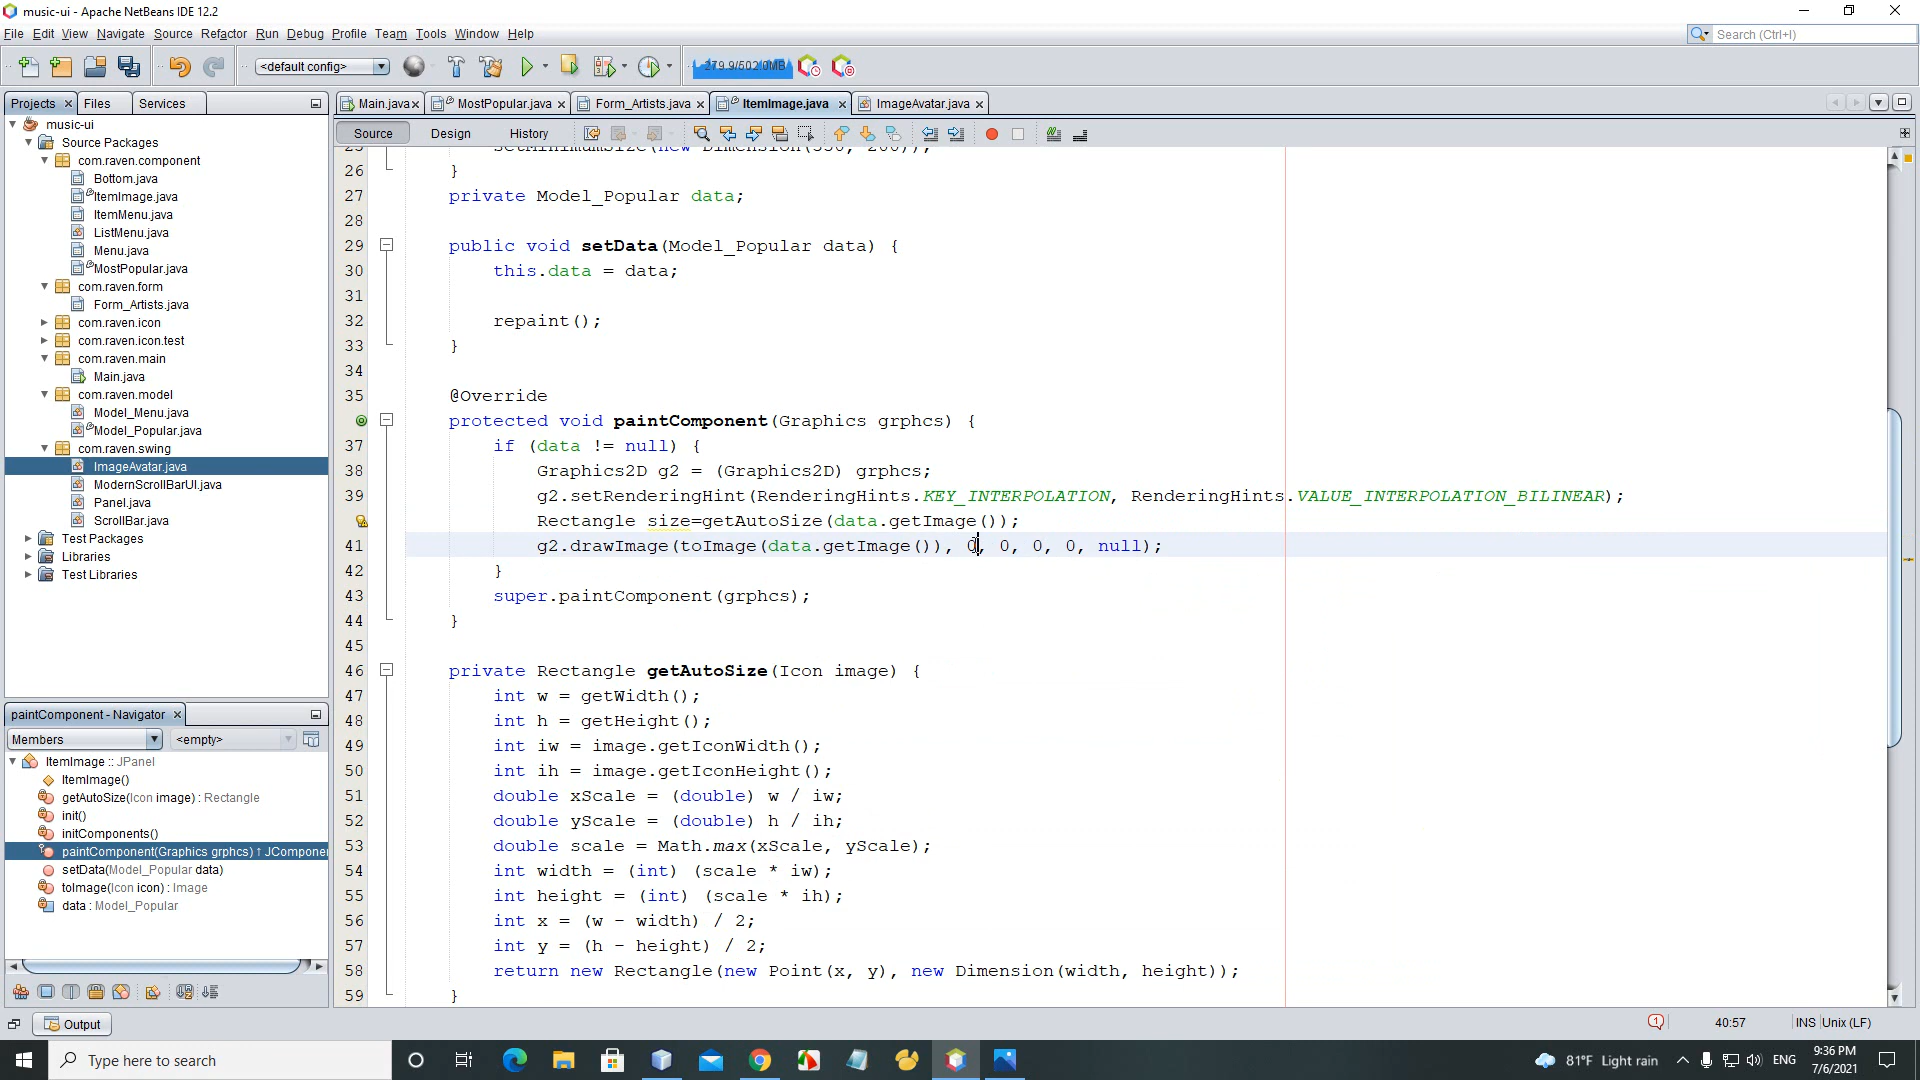 music-ui - Apache NetBeans IDE 12.2
File Edit View Navigate Source Refactor Run Debug Profile Team Tools Window Help
Search (Ctrl+I)
<default config>
279.9/502.0MB
Projects Files Services
Main.java MostPopular.java Form_Artists.java ItemImage.java ImageAvatar.java
Source Design History
music-ui
Source Packages
com.raven.component
Bottom.java
ItemImage.java
ItemMenu.java
ListMenu.java
Menu.java
MostPopular.java
com.raven.form
Form_Artists.java
com.raven.icon
com.raven.icon.test
com.raven.main
Main.java
com.raven.model
Model_Menu.java
Model_Popular.java
com.raven.swing
ImageAvatar.java
ModernScrollBarUI.java
Panel.java
ScrollBar.java
Test Packages
Libraries
Test Libraries
paintComponent - Navigator
Members <empty>
ItemImage :: JPanel
ItemImage()
getAutoSize(Icon image) : Rectangle
init()
initComponents()
paintComponent(Graphics grphcs) ↑ JCompone
setData(Model_Popular data)
toImage(Icon icon) : Image
data : Model_Popular
25 setMinimumSize(new Dimension(350, 200));
26 }
27 private Model_Popular data;
28
29 public void setData(Model_Popular data) {
30 this.data = data;
31
32 repaint();
33 }
34
35 @Override
protected void paintComponent(Graphics grphcs) {
37 if (data != null) {
38 Graphics2D g2 = (Graphics2D) grphcs;
39 g2.setRenderingHint(RenderingHints.KEY_INTERPOLATION, RenderingHints.VALUE_INTERPOLATION_BILINEAR);
Rectangle size=getAutoSize(data.getImage());
41 g2.drawImage(toImage(data.getImage()), 0, 0, 0, 0, null);
42 }
43 super.paintComponent(grphcs);
44 }
45
46 private Rectangle getAutoSize(Icon image) {
47 int w = getWidth();
48 int h = getHeight();
49 int iw = image.getIconWidth();
50 int ih = image.getIconHeight();
51 double xScale = (double) w / iw;
52 double yScale = (double) h / ih;
53 double scale = Math.max(xScale, yScale);
54 int width = (int) (scale * iw);
55 int height = (int) (scale * ih);
56 int x = (w - width) / 2;
57 int y = (h - height) / 2;
58 return new Rectangle(new Point(x, y), new Dimension(width, height));
59 }
Output
1 40:57 INS Unix (LF)
Type here to search
81°F Light rain ENG
9:36 PM
7/6/2021